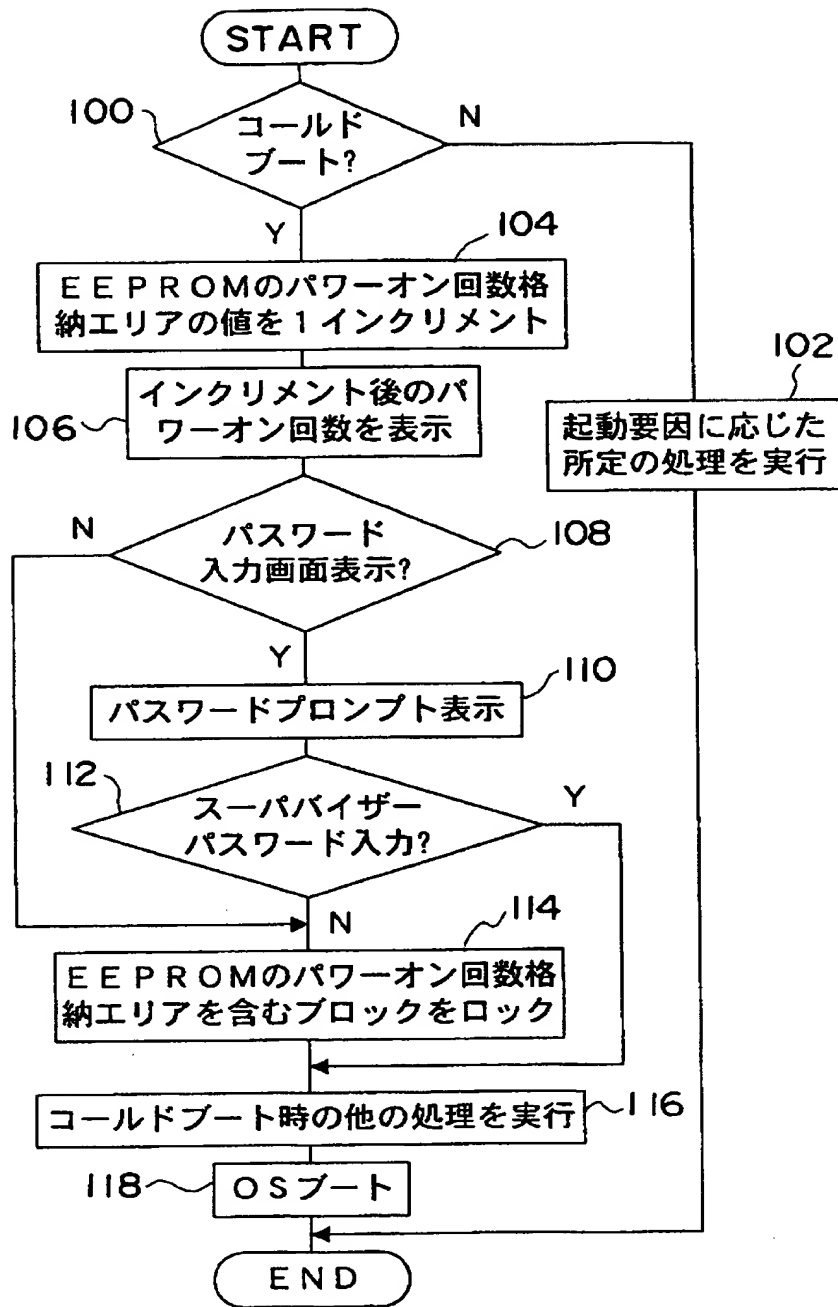 START
100
コールド
ブート?
N
Y
104
EEPROMのパワーオン回数格
納エリアの値を1インクリメント
102
インクリメント後のパ
ワーオン回数を表示
106
起動要因に応じた
所定の処理を実行
N
パスワード
入力画面表示?
108
Y
110
パスワードプロンプト表示
112
スーパバイザー
パスワード入力?
Y
N
114
EEPROMのパワーオン回数格
納エリアを含むブロックをロック
コールドブート時の他の処理を実行
116
118
OSブート
END